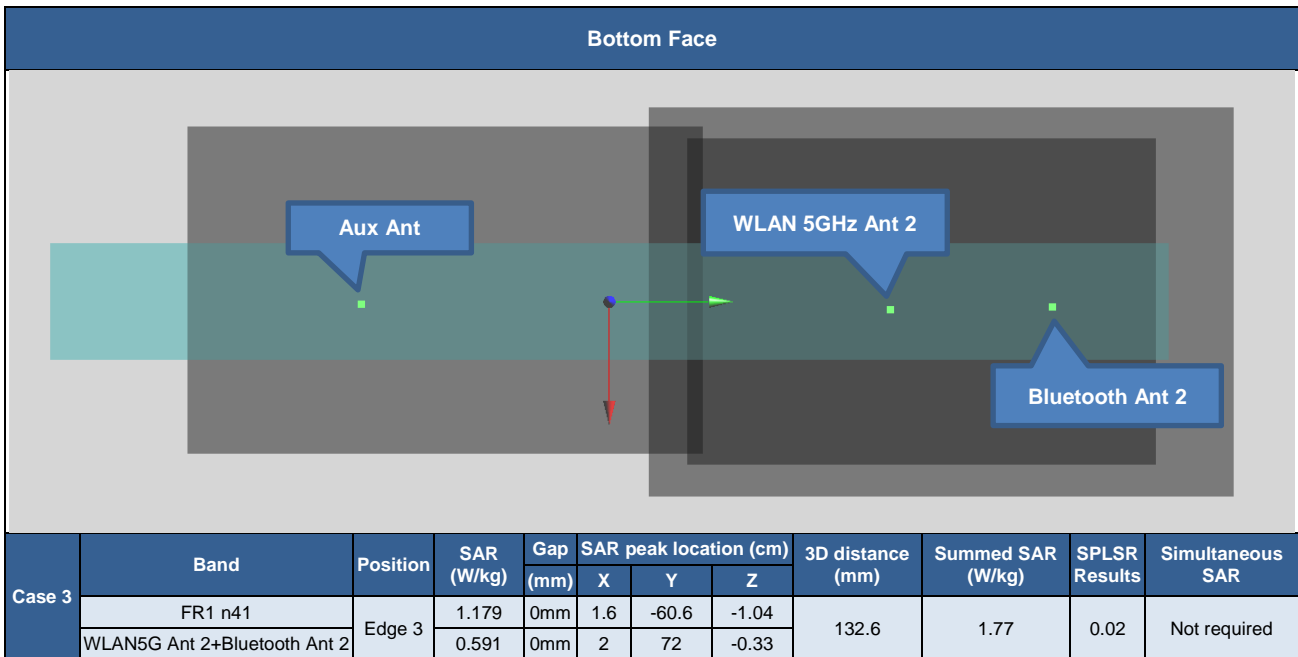 Bottom Face
Aux Ant
WLAN 5GHz Ant 2
Bluetooth Ant 2
Case 3 Band Position SAR (W/kg) Gap (mm) SAR peak location (cm) X Y Z 3D distance (mm) Summed SAR (W/kg) SPLSR Results Simultaneous SAR
FR1 n41 Edge 3 1.179 0mm 1.6 -60.6 -1.04 132.6 1.77 0.02 Not required
WLAN5G Ant 2+Bluetooth Ant 2 0.591 0mm 2 72 -0.33